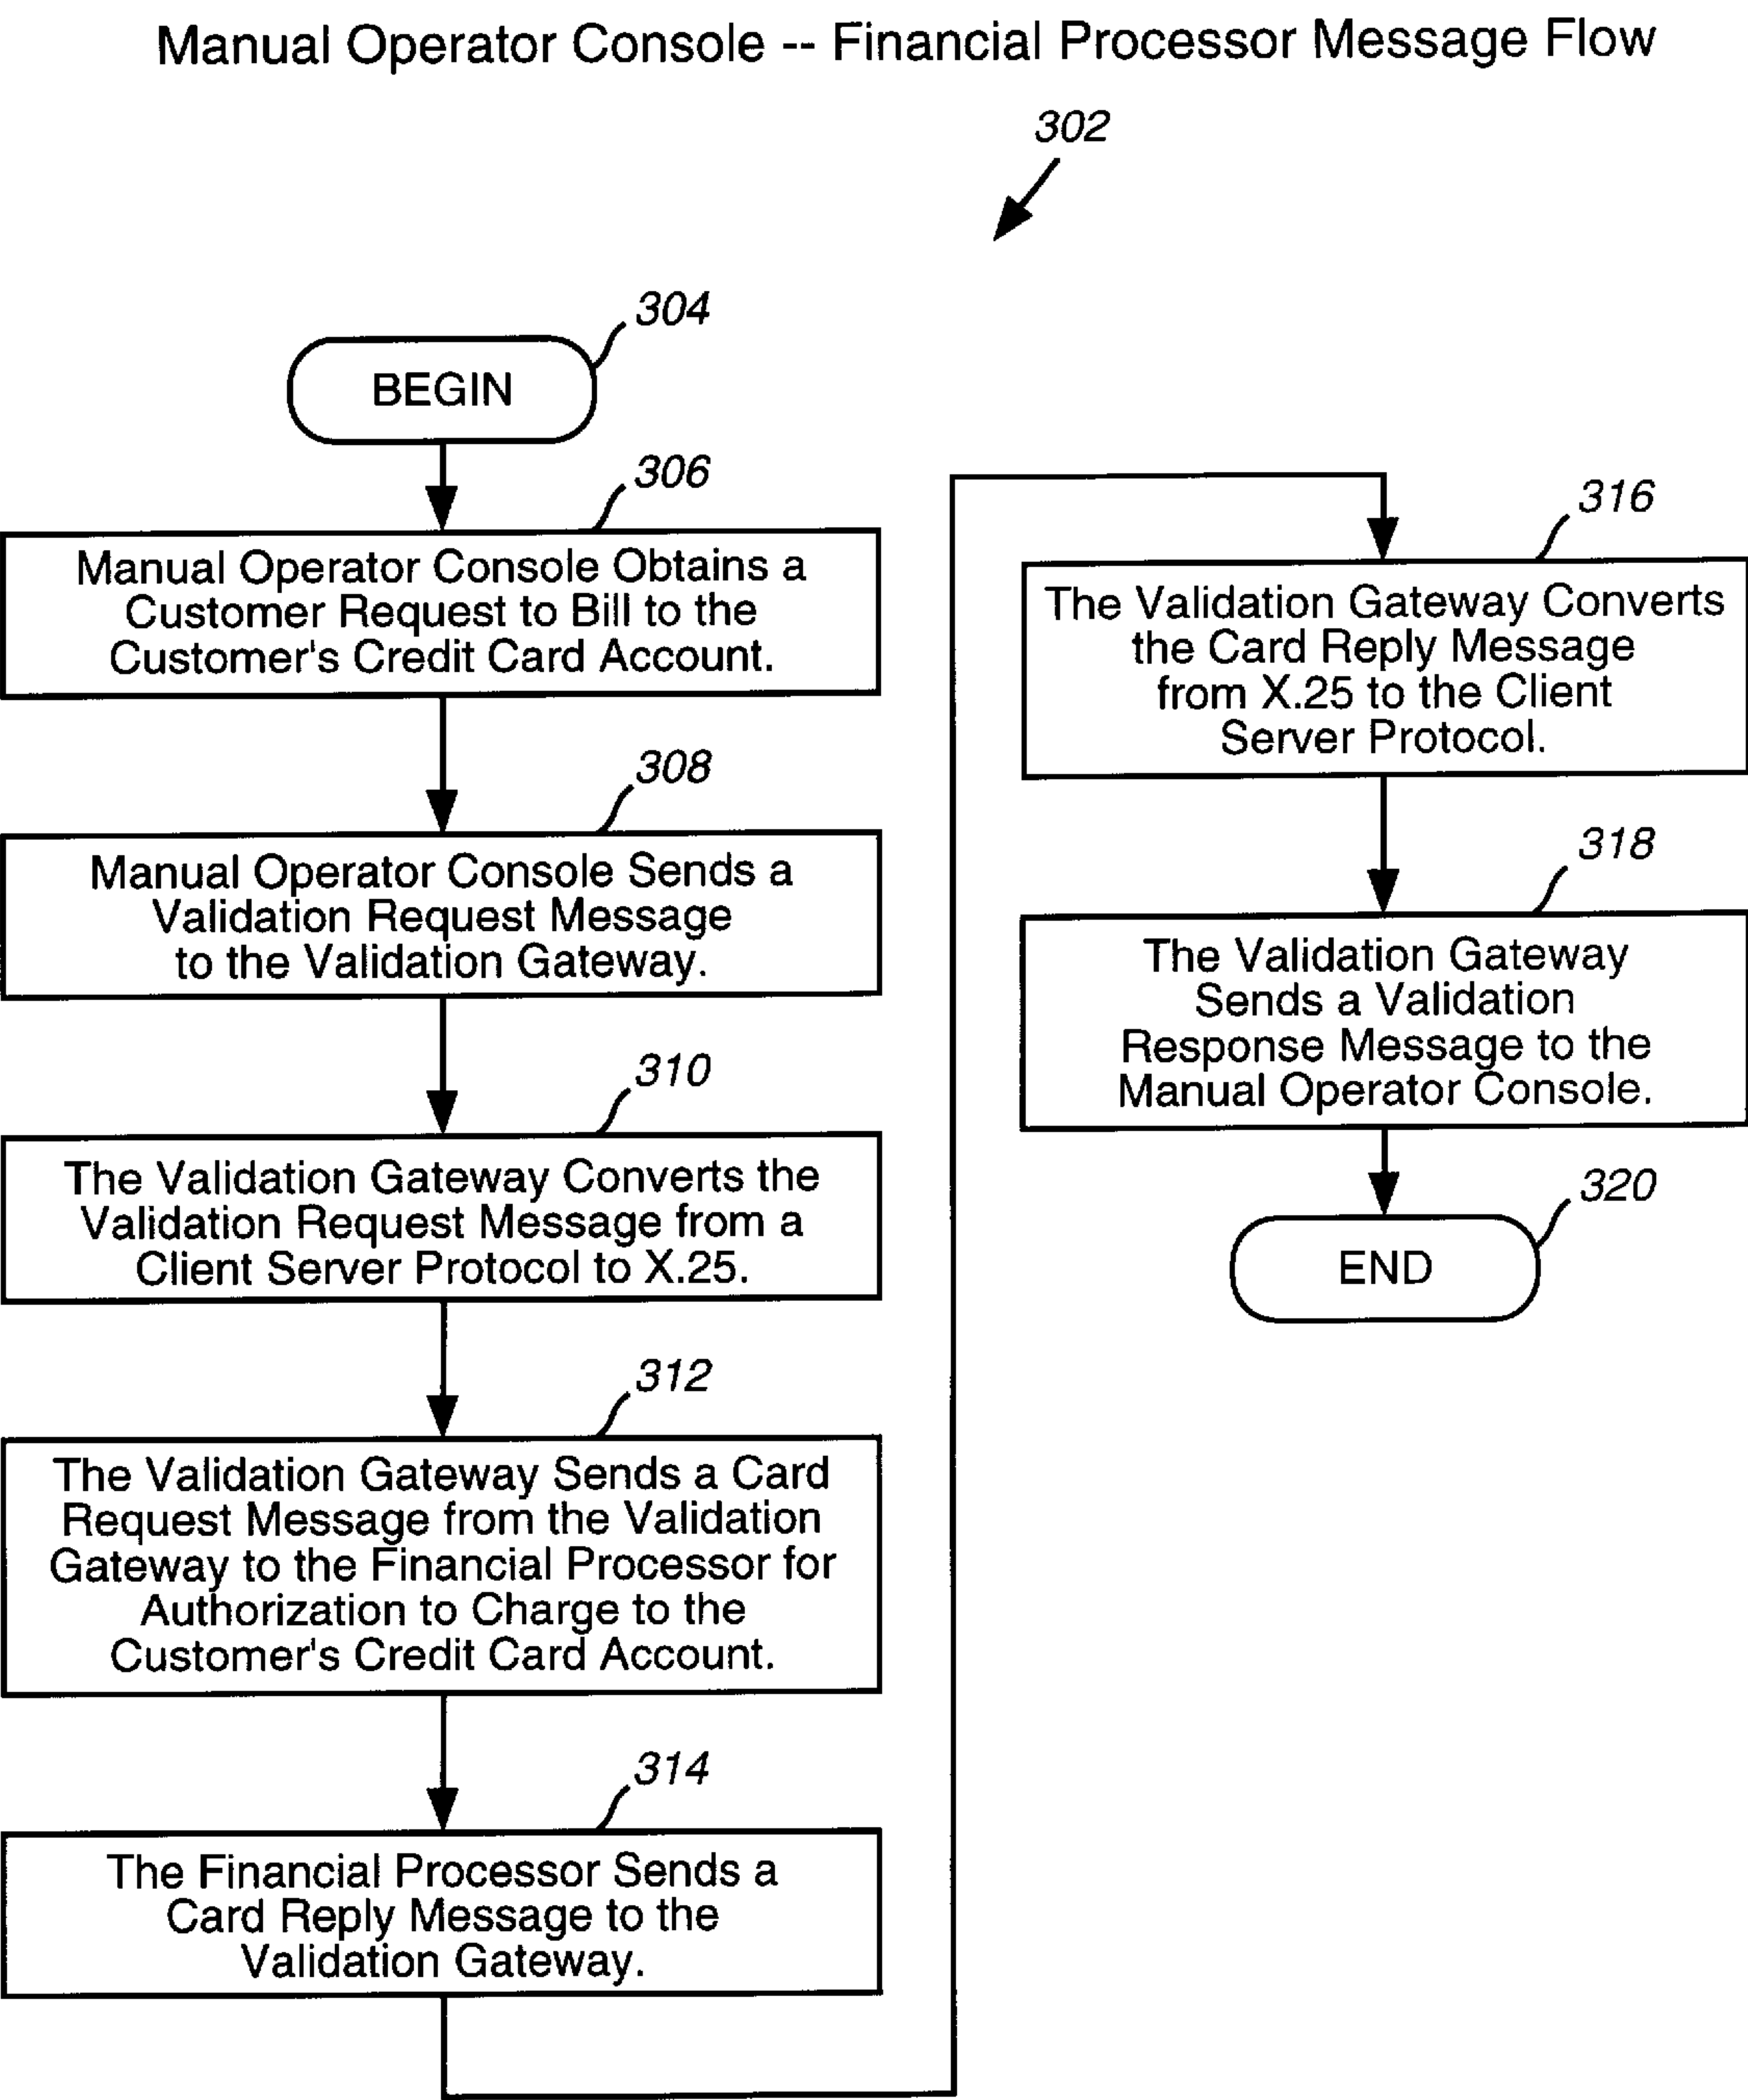 Manual Operator Console -- Financial Processor Message Flow
302
304
BEGIN
306
Manual Operator Console Obtains a
Customer Request to Bill to the
Customer's Credit Card Account.
308
Manual Operator Console Sends a
Validation Request Message
to the Validation Gateway.
310
The Validation Gateway Converts the
Validation Request Message from a
Client Server Protocol to X.25.
312
The Validation Gateway Sends a Card
Request Message from the Validation
Gateway to the Financial Processor for
Authorization to Charge to the
Customer's Credit Card Account.
314
The Financial Processor Sends a
Card Reply Message to the
Validation Gateway.
316
The Validation Gateway Converts
the Card Reply Message
from X.25 to the Client
Server Protocol.
318
The Validation Gateway
Sends a Validation
Response Message to the
Manual Operator Console.
320
END